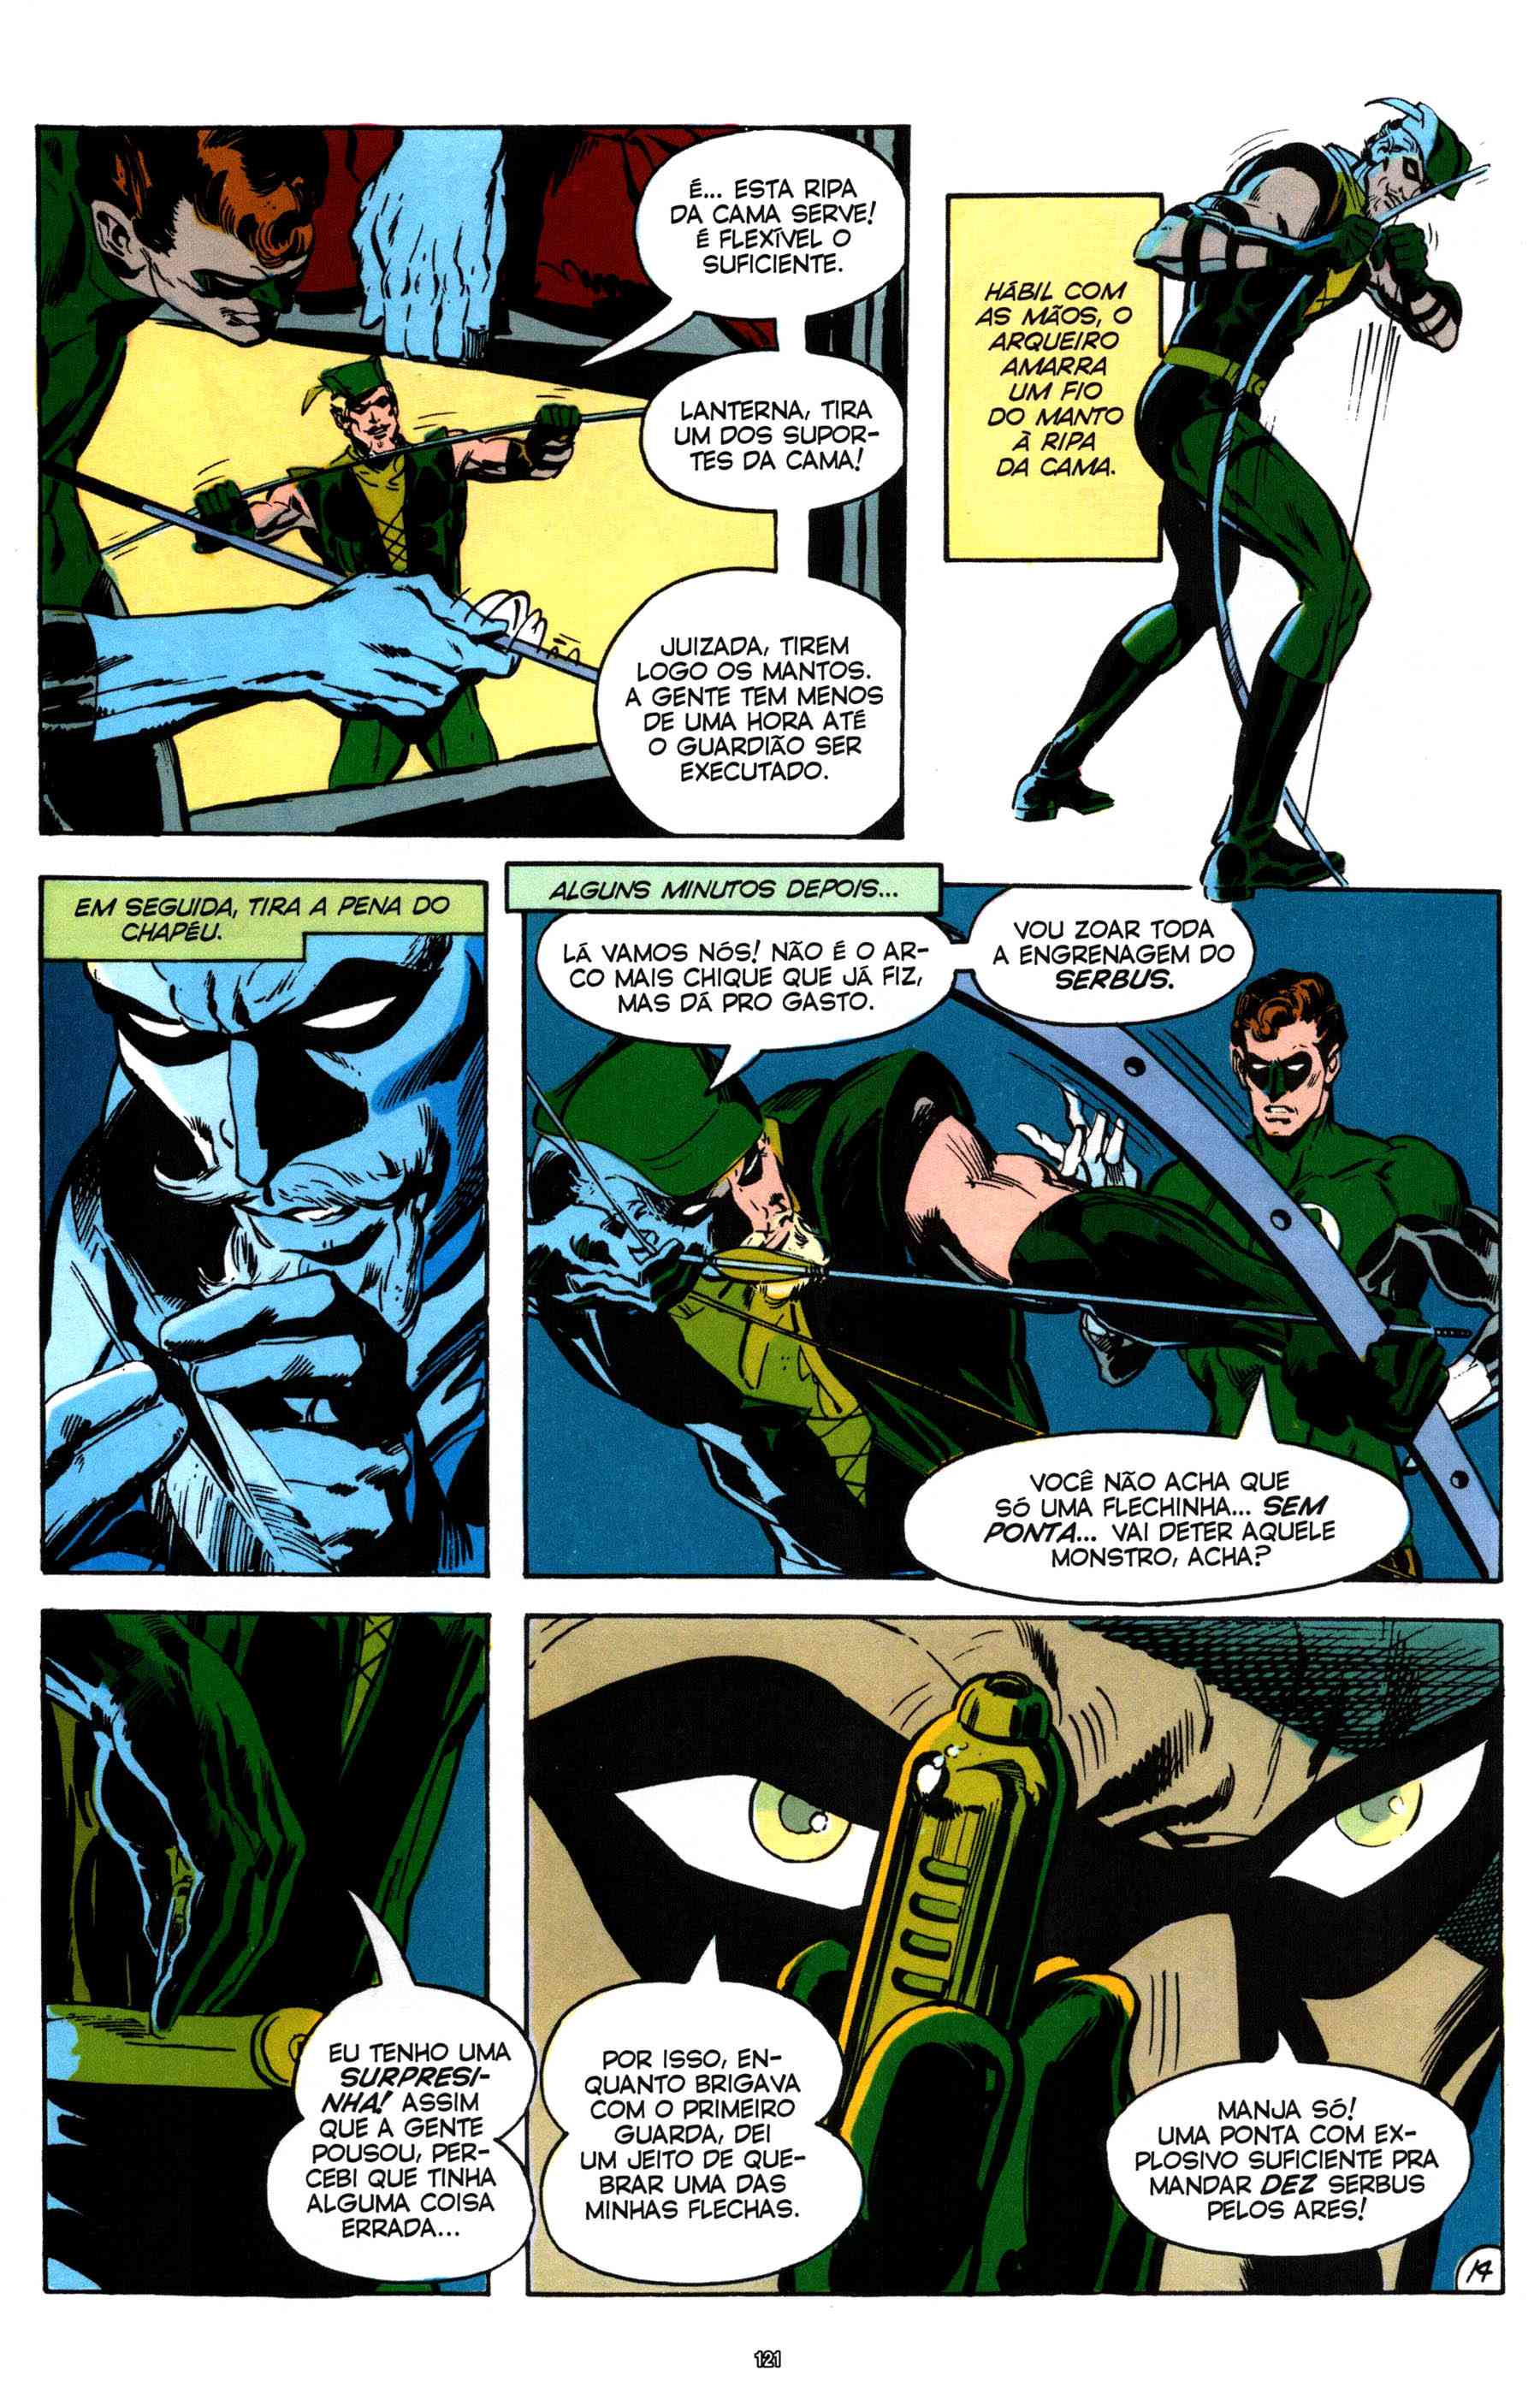 É... ESTA RIPA
DA CAMA SERVE!
É FLEXÍVEL O
SUFICIENTE.
LANTERNA, TIRA
UM DOS SUPOR-
TES DA CAMA!
JUIZADA, TIREM
LOGO OS MANTOS.
A GENTE TEM MENOS
DE UMA HORA ATÉ
O GUARDIÃO SER
EXECUTADO.
HÁBIL COM
AS MÃOS, O
ARQUEIRO
AMARRA
UM FIO
DO MANTO
À RIPA
DA CAMA.
EM SEGUIDA, TIRA A PENA DO
CHAPÉU.
ALGUNS MINUTOS DEPOIS...
LÁ VAMOS NÓS! NÃO É O AR-
CO MAIS CHIQUE QUE JÁ FIZ,
MAS DÁ PRO GASTO.
VOU ZOAR TODA
A ENGRENAGEM DO
SERBUS.
VOCÊ NÃO ACHA QUE
SÓ UMA FLECHINHA... SEM
PONTA... VAI DETER AQUELE
MONSTRO, ACHA?
EU TENHO UMA
SURPRESI-
NHA! ASSIM
QUE A GENTE
POUSOU, PER-
CEBI QUE TINHA
ALGUMA COISA
ERRADA...
POR ISSO, EN-
QUANTO BRIGAVA
COM O PRIMEIRO
GUARDA, DEI
UM JEITO DE QUE-
BRAR UMA DAS
MINHAS FLECHAS.
MANJA SÓ!
UMA PONTA COM EX-
PLOSIVO SUFICIENTE PRA
MANDAR DEZ SERBUS
PELOS ARES!
14
121